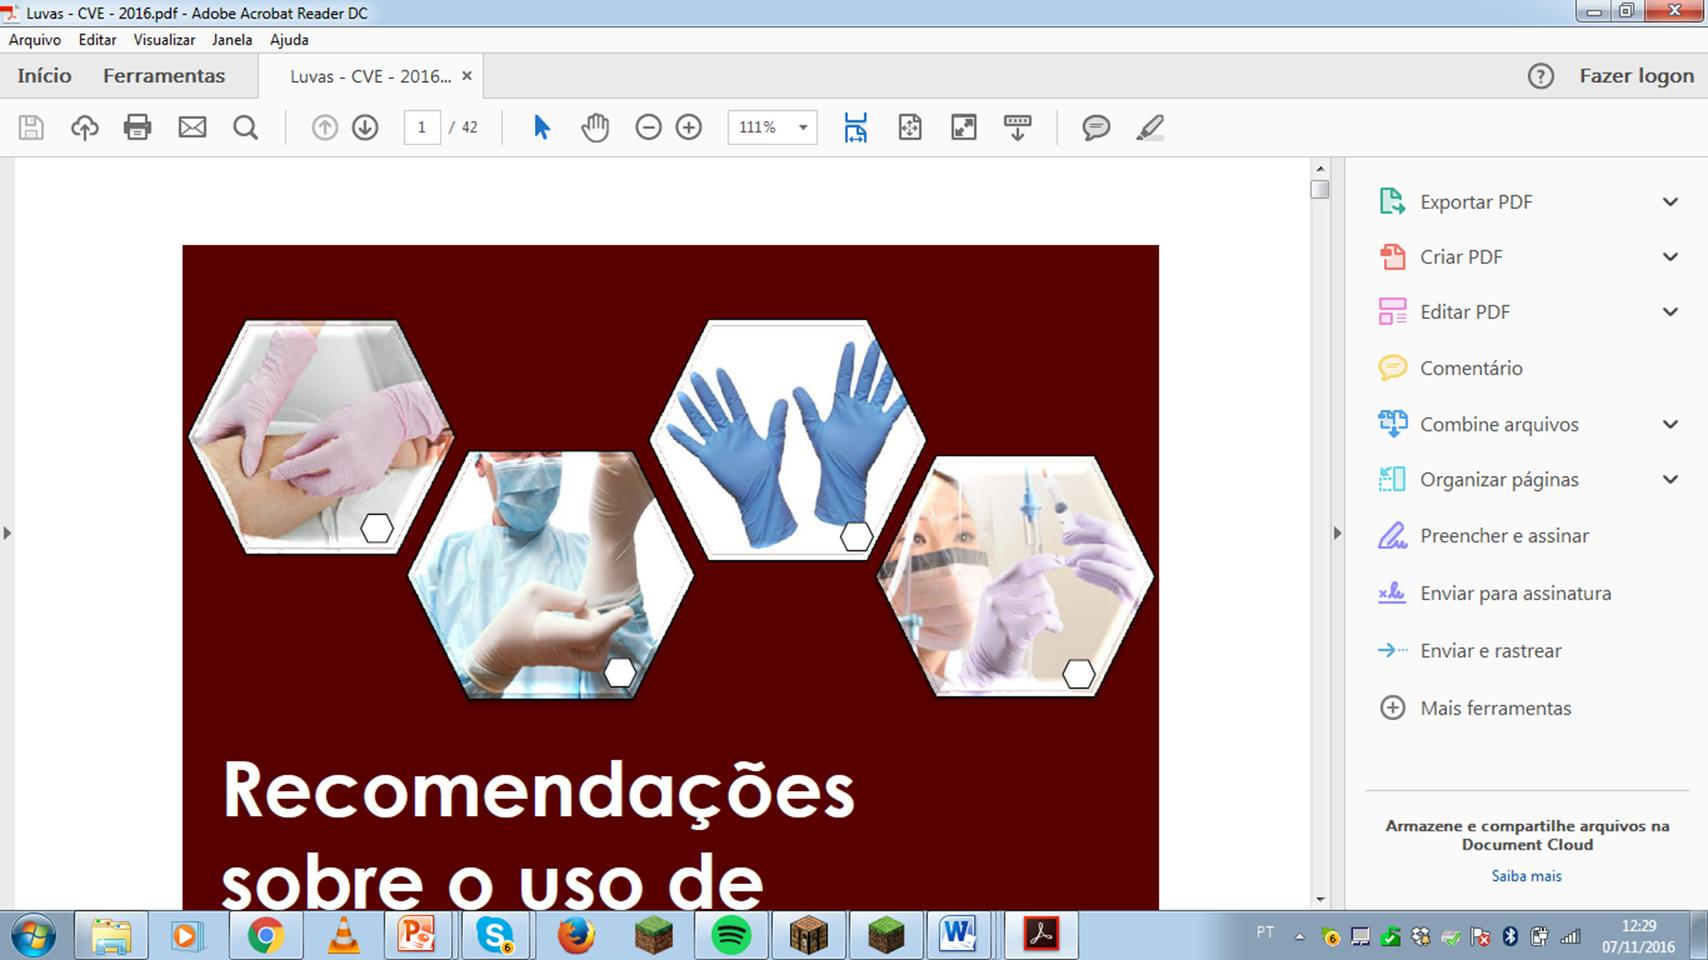 Luvas - CVE - 2016.pdf - Adobe Acrobat Reader DC
Arquivo Editar Visualizar Janela Ajuda
Início Ferramentas Luvas - CVE - 2016... × ? Fazer logon
1 / 42 111%
Exportar PDF
Criar PDF
Editar PDF
Comentário
Combine arquivos
Organizar páginas
Preencher e assinar
Enviar para assinatura
Enviar e rastrear
Mais ferramentas
Armazene e compartilhe arquivos na
Document Cloud
Saiba mais
Recomendações
sobre o uso de
PT 12:29
07/11/2016